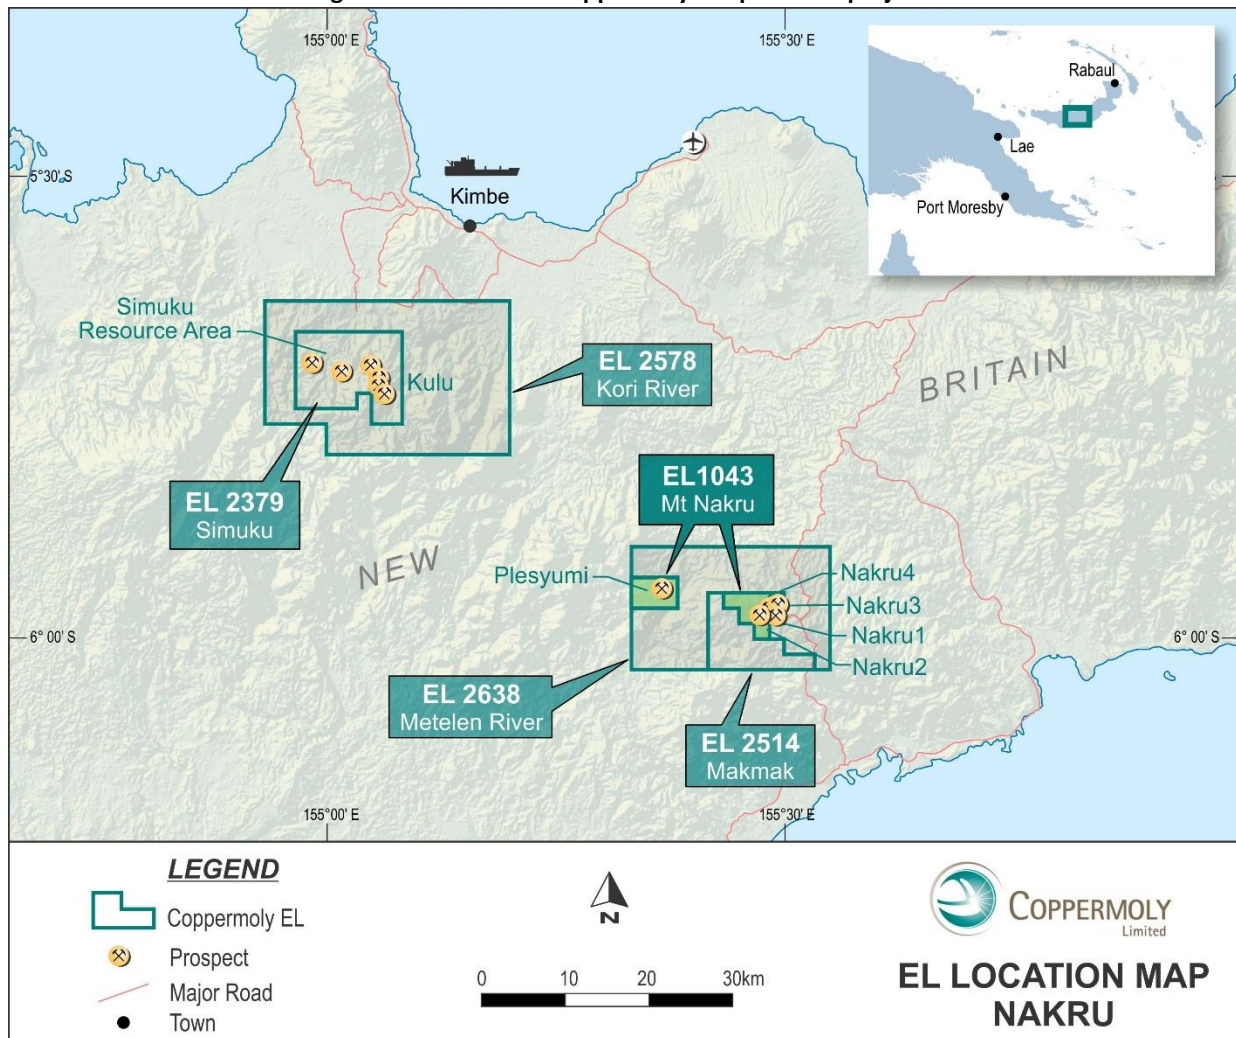 155°00' E
155°30' E
Rabaul
Lae
Port Moresby
5°30' S
Kimbe
Simuku
Resource Area
Kulu
EL 2578
Kori River
BRITAIN
EL 2379
Simuku
EL1043
Mt Nakru
NEW
Plesyumi
Nakru4
Nakru3
Nakru1
Nakru2
6° 00' S
6° 00' S
EL 2638
Metelen River
EL 2514
Makmak
155°00' E
155°30' E
LEGEND
Coppermoly EL
Prospect
Major Road
Town
N
0 10 20 30km
COPPERMOLY
Limited
EL LOCATION MAP
NAKRU